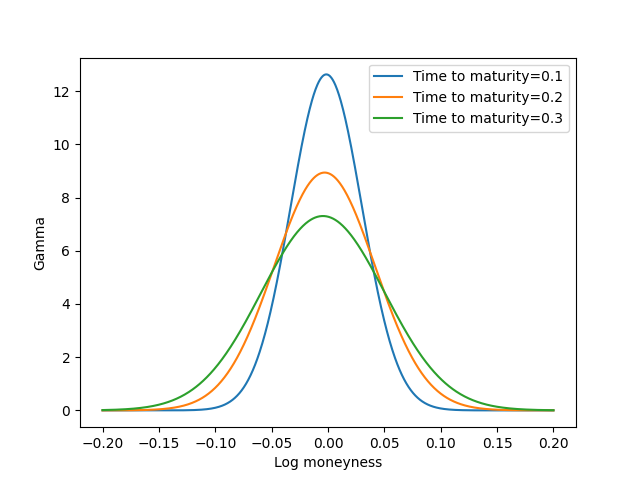 Time to maturity=0.1
Time to maturity=0.2
Time to maturity=0.3
Gamma
12
10
8
6
4
2
0
−0.20 −0.15 −0.10 −0.05 0.00 0.05 0.10 0.15 0.20
Log moneyness